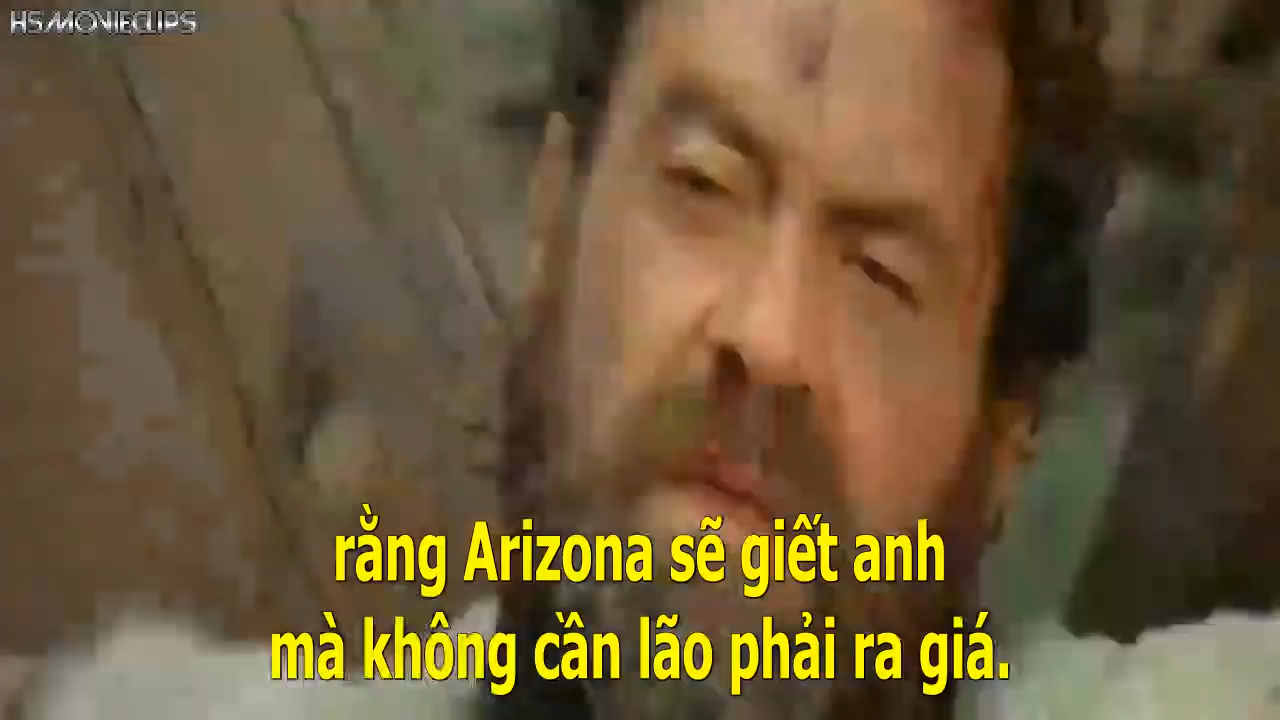 HSMOVIECLIPS
rằng Arizona sẽ giết anh
mà không cần lão phải ra giá.